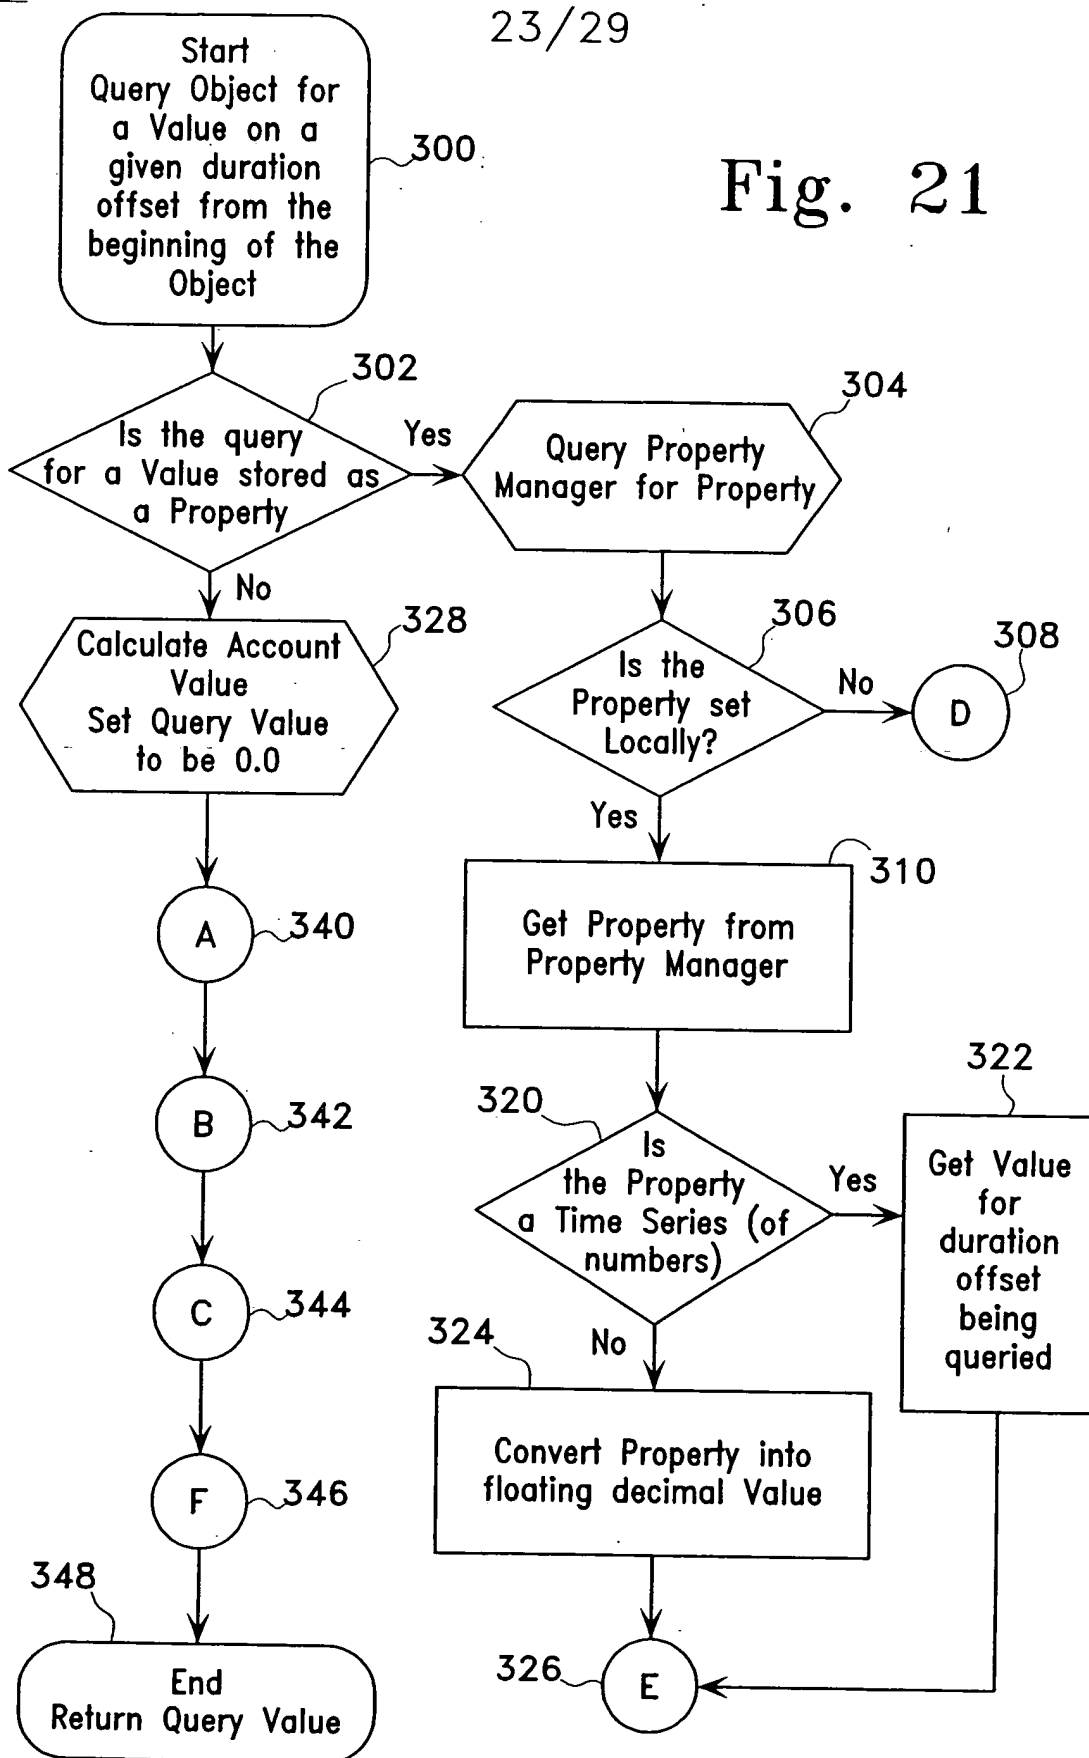 23/29
Fig. 21
Start
Query Object for
a Value on a
given duration
offset from the
beginning of the
Object
300
302
Is the query
for a Value stored as
a Property
Yes
304
Query Property
Manager for Property
No
328
Calculate Account
Value
Set Query Value
to be 0.0
306
Is the
Property set
Locally?
No
308
D
Yes
310
Get Property from
Property Manager
A
340
B
342
C
344
F
346
348
End
Return Query Value
320
Is
the Property
a Time Series (of
numbers)
Yes
322
Get Value
for
duration
offset
being
queried
No
324
Convert Property into
floating decimal Value
326
E